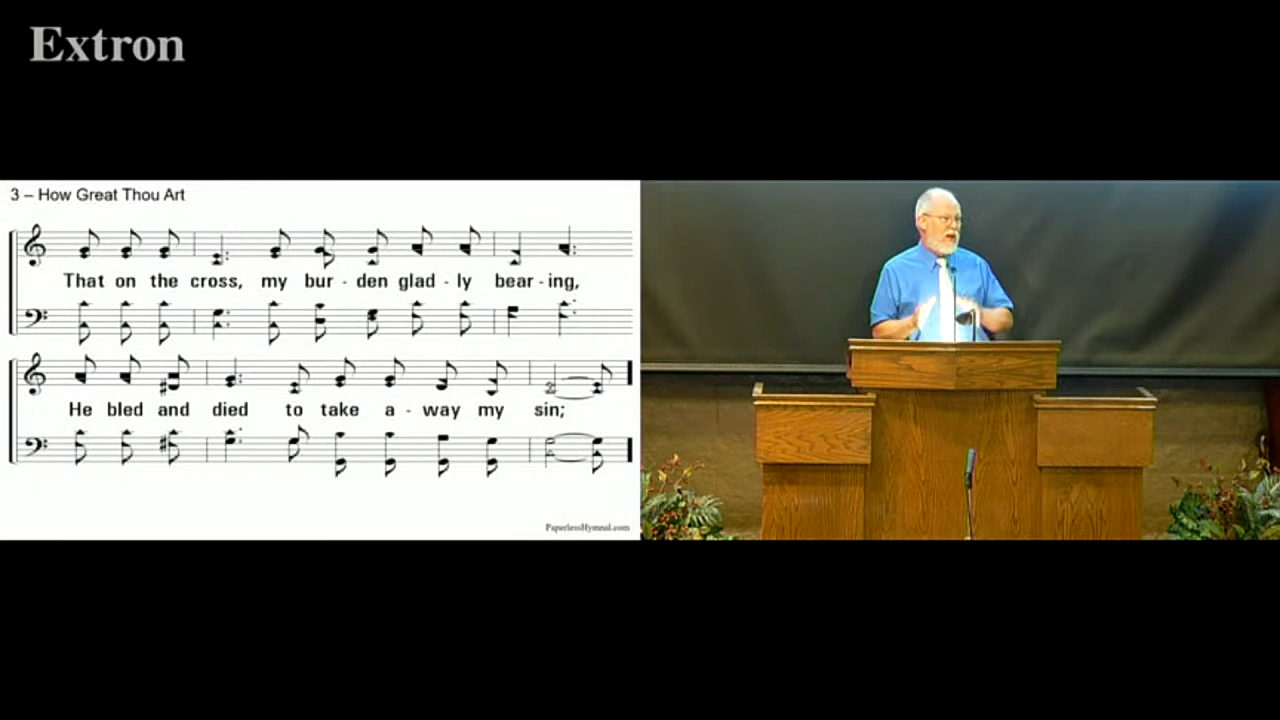 Extron
3 – How Great Thou Art
That on the cross, my bur - den glad - ly bear - ing,
He bled and died to take a - way my sin;
PaperlessHymnal.com